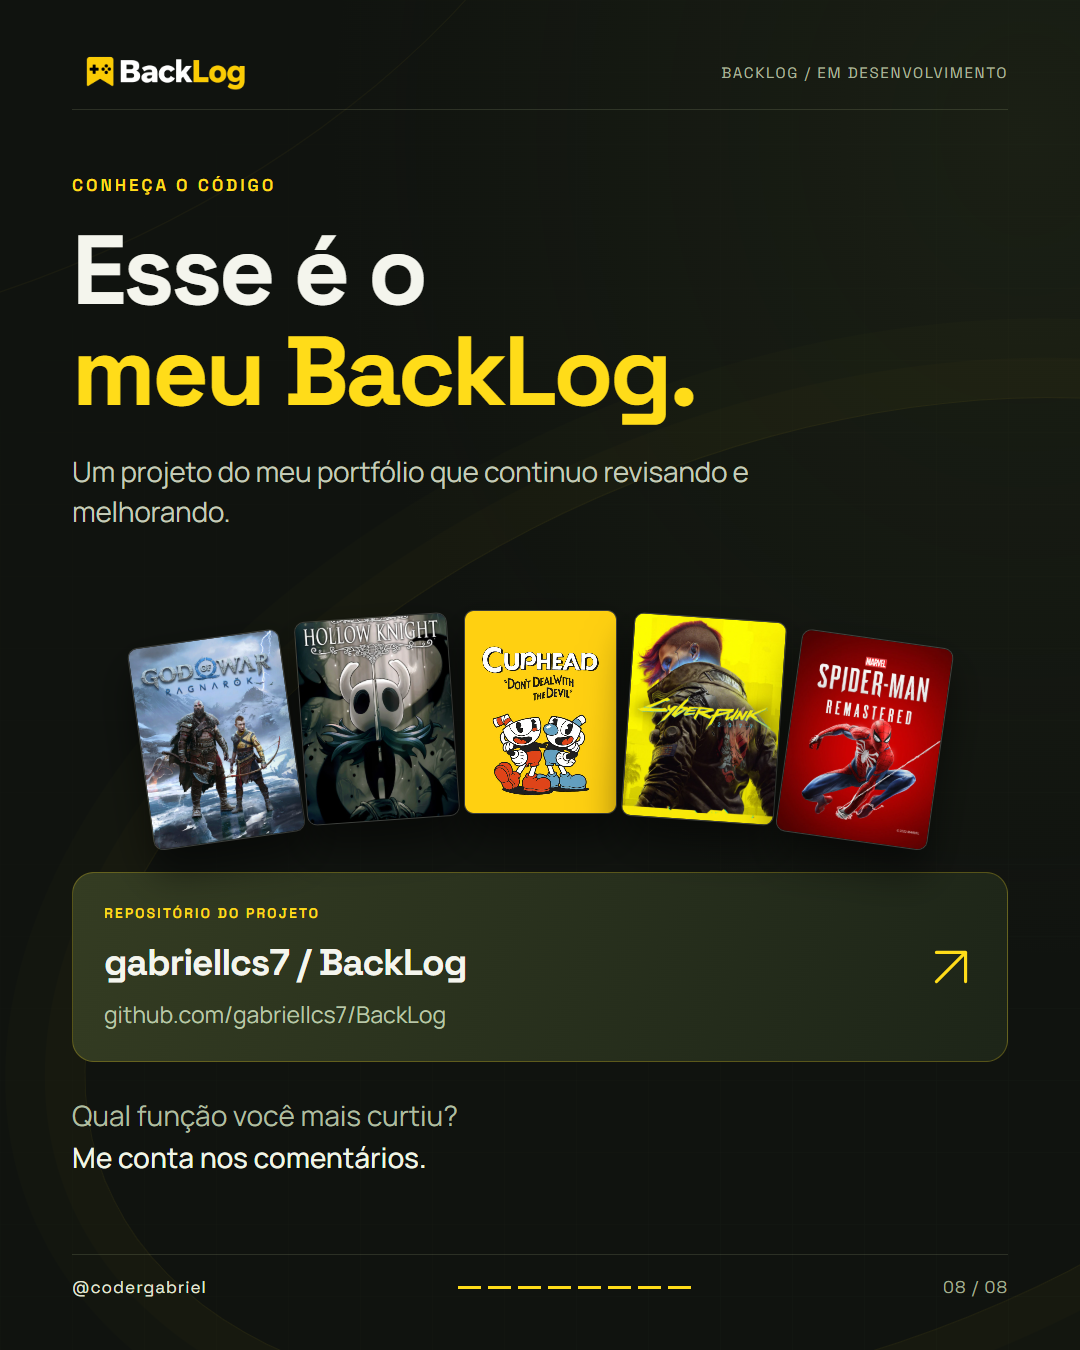 BackLog
BACKLOG / EM DESENVOLVIMENTO
CONHEÇA O CÓDIGO
Esse é o
meu BackLog.
Um projeto do meu portfólio que continuo revisando e
melhorando.
GOD OF WAR
RAGNARÖK
HOLLOW KNIGHT
CUPHEAD
"DON'T DEAL WITH
THE DEVIL"
Cyberpunk
MARVEL
SPIDER-MAN
REMASTERED
REPOSITÓRIO DO PROJETO
gabriellcs7 / BackLog
github.com/gabriellcs7/BackLog
Qual função você mais curtiu?
Me conta nos comentários.
@codergabriel
08 / 08